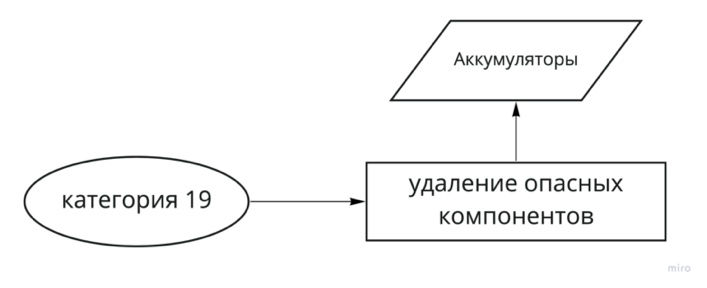 Аккумуляторы
категория 19
удаление опасных
компонентов
miro